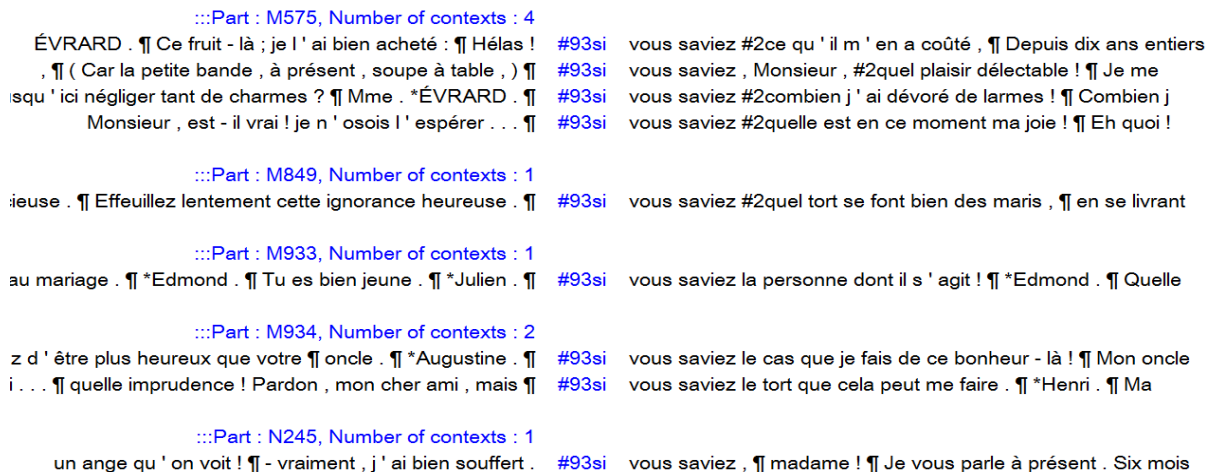 :::Part : M575, Number of contexts : 4
ÉVRARD . ¶ Ce fruit - là ; je l ' ai bien acheté : ¶ Hélas ! #93si vous saviez #2ce qu ' il m ' en a coûté , ¶ Depuis dix ans entiers
, ¶ ( Car la petite bande , à présent , soupe à table , ) ¶ #93si vous saviez , Monsieur , #2quel plaisir délectable ! ¶ Je me
squ ' ici négliger tant de charmes ? ¶ Mme . *ÉVRARD . ¶ #93si vous saviez #2combien j ' ai dévoré de larmes ! ¶ Combien j
Monsieur , est - il vrai ! je n ' osois l ' espérer . . . ¶ #93si vous saviez #2quelle est en ce moment ma joie ! ¶ Eh quoi !
:::Part : M849, Number of contexts : 1
ieuse . ¶ Effeuillez lentement cette ignorance heureuse . ¶ #93si vous saviez #2quel tort se font bien des maris , ¶ en se livrant
:::Part : M933, Number of contexts : 1
au mariage . ¶ *Edmond . ¶ Tu es bien jeune . ¶ *Julien . ¶ #93si vous saviez la personne dont il s ' agit ! ¶ *Edmond . ¶ Quelle
:::Part : M934, Number of contexts : 2
z d ' être plus heureux que votre ¶ oncle . ¶ *Augustine . ¶ #93si vous saviez le cas que je fais de ce bonheur - là ! ¶ Mon oncle
i . . . ¶ quelle imprudence ! Pardon , mon cher ami , mais ¶ #93si vous saviez le tort que cela peut me faire . ¶ *Henri . ¶ Ma
:::Part : N245, Number of contexts : 1
un ange qu ' on voit ! ¶ - vraiment , j ' ai bien souffert . #93si vous saviez , ¶ madame ! ¶ Je vous parle à présent . Six mois